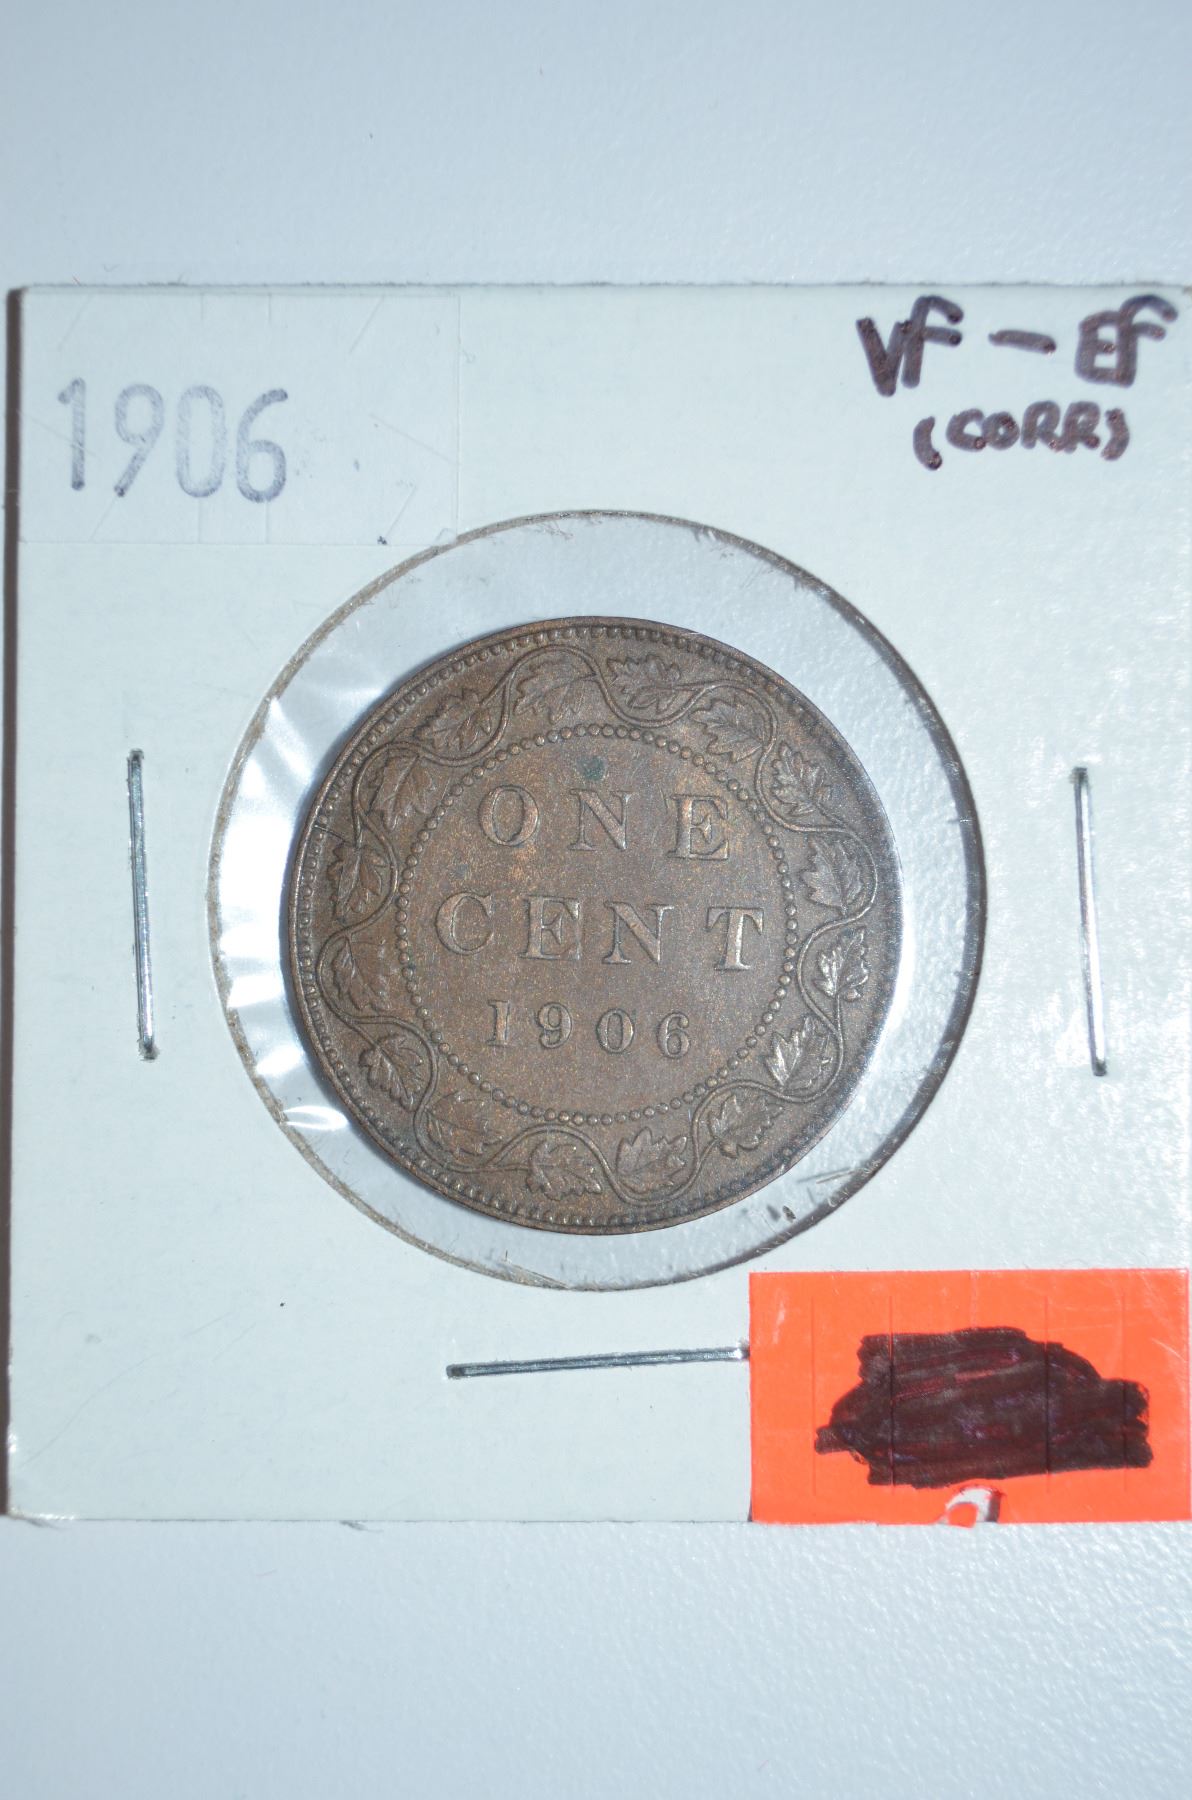 1906
VF - EF
(CORR)
ONE
CENT
1906